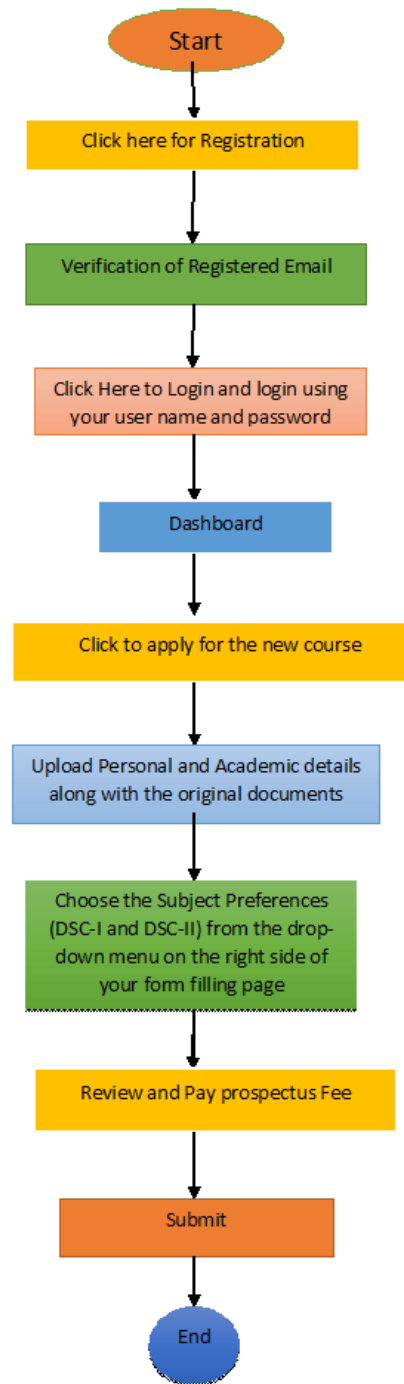 Start
Click here for Registration
Verification of Registered Email
Click Here to Login and login using
your user name and password
Dashboard
Click to apply for the new course
Upload Personal and Academic details
along with the original documents
Choose the Subject Preferences
(DSC-I and DSC-II) from the drop-
down menu on the right side of
your form filling page
Review and Pay prospectus Fee
Submit
End